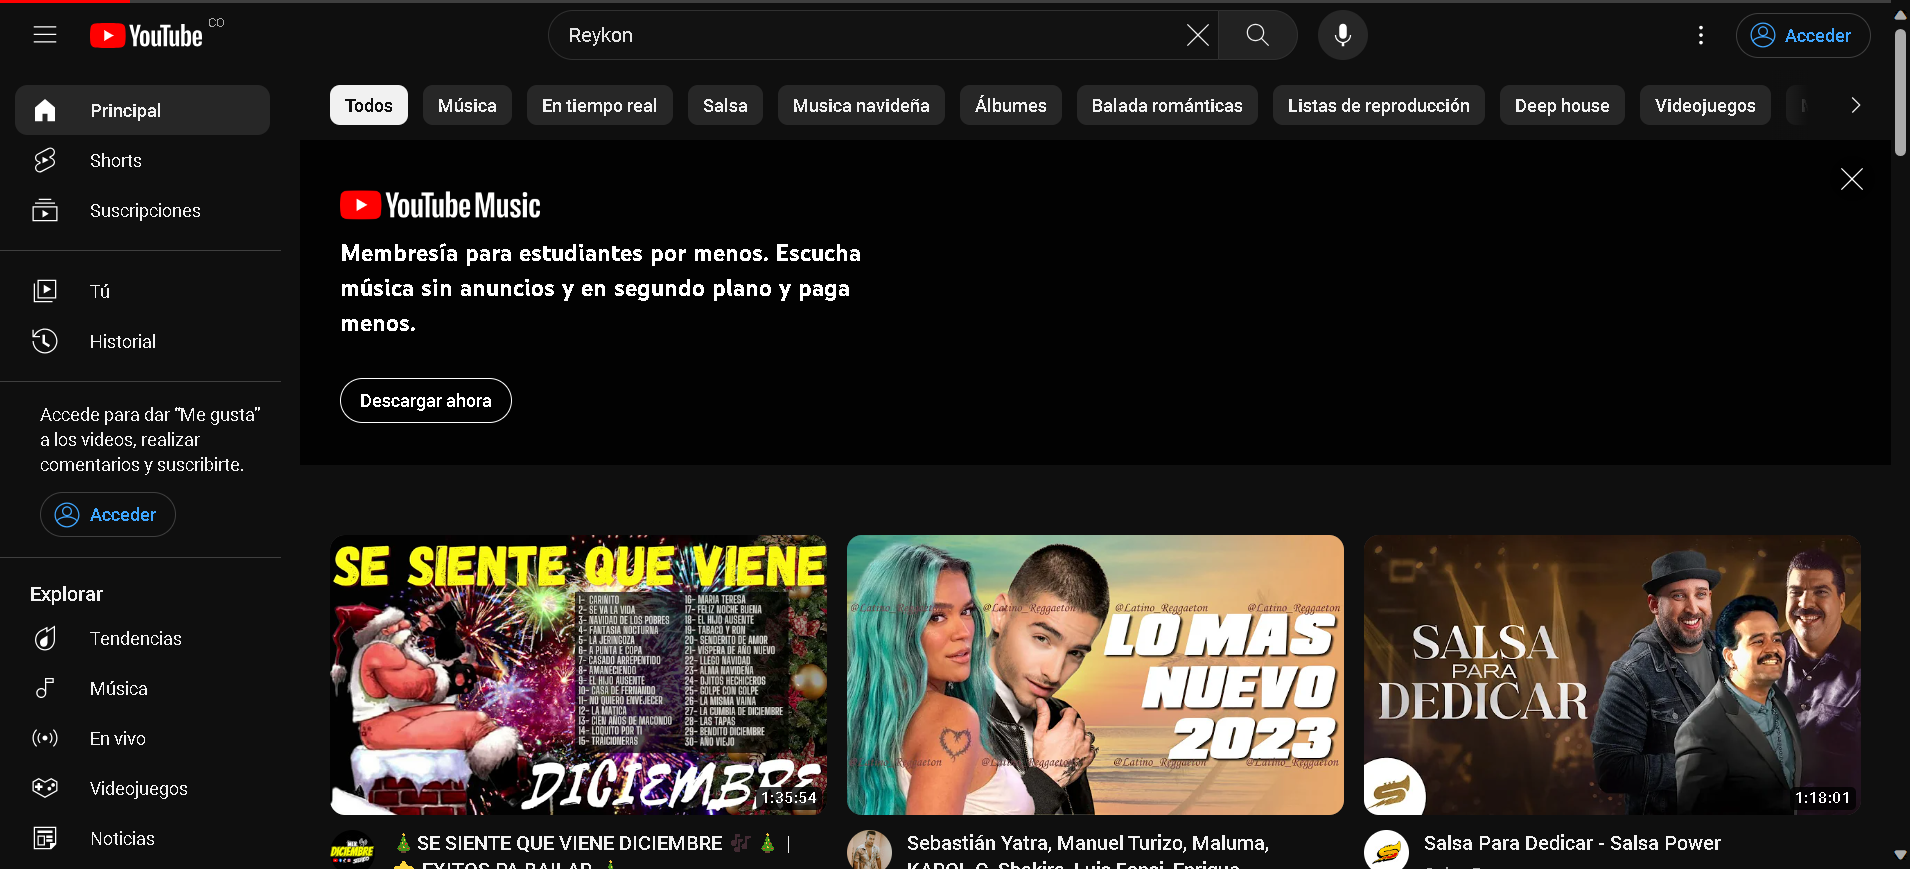 YouTube CO
Reykon
Acceder
Principal
Shorts
Suscripciones
Tú
Historial
Accede para dar “Me gusta”
a los videos, realizar
comentarios y suscribirte.
Acceder
Explorar
Tendencias
Música
En vivo
Videojuegos
Noticias
Todos
Música
En tiempo real
Salsa
Musica navideña
Álbumes
Balada románticas
Listas de reproducción
Deep house
Videojuegos
YouTube Music
Membresía para estudiantes por menos. Escucha
música sin anuncios y en segundo plano y paga
menos.
Descargar ahora
SE SIENTE QUE VIENE
1- CARIÑITO
2- SE VA LA VIDA
3- NAVIDAD DE LOS POBRES
4- FANTASIA NOCTURNA
5- LA JERINGOZA
6- A PUNTA E COPA
7- CASADO ARREPENTIDO
8- AMANECIENDO
9- EL HIJO AUSENTE
10- CASA DE FERNANDO
11- NO QUIERO ENVEJECER
12- LA MATICA
13- CIEN AÑOS DE MACONDO
14- LOQUITO POR TI
15- TRAICIONERAS
16- MARIA TERESA
17- FELIZ NOCHE BUENA
18- EL HIJO AUSENTE
19- TABACO Y RON
20- SENDERITO DE AMOR
21- VISPERA DE AÑO NUEVO
22- LLEGO NAVIDAD
23- ALMA NAVIDEÑA
24- OJITOS HECHICEROS
25- GOLPE CON GOLPE
26- LA MISMA VAINA
27- LA CUMBIA DE DICIEMBRE
28- LAS TAPAS
29- BENDITO DICIEMBRE
30- AÑO VIEJO
DICIEMBRE
1:35:54
@Latino_Reggaeton @Latino_Reggaeton @Latino_Reggaeton @Latino_Reggaeton
LO MAS
NUEVO
2023
@Latino_Reggaeton @Latino_Reggaeton @Latino_Reggaeton @Latino_Reggaeton
SALSA
PARA
DEDICAR
1:18:01
DICIEMBRE
🎄 SE SIENTE QUE VIENE DICIEMBRE 🎶 🎄 |
EXITOS PA BAILAR 🎄
Sebastián Yatra, Manuel Turizo, Maluma,
KAROL G, Shakira, Luis Fonsi, Enrique
Salsa Para Dedicar - Salsa Power